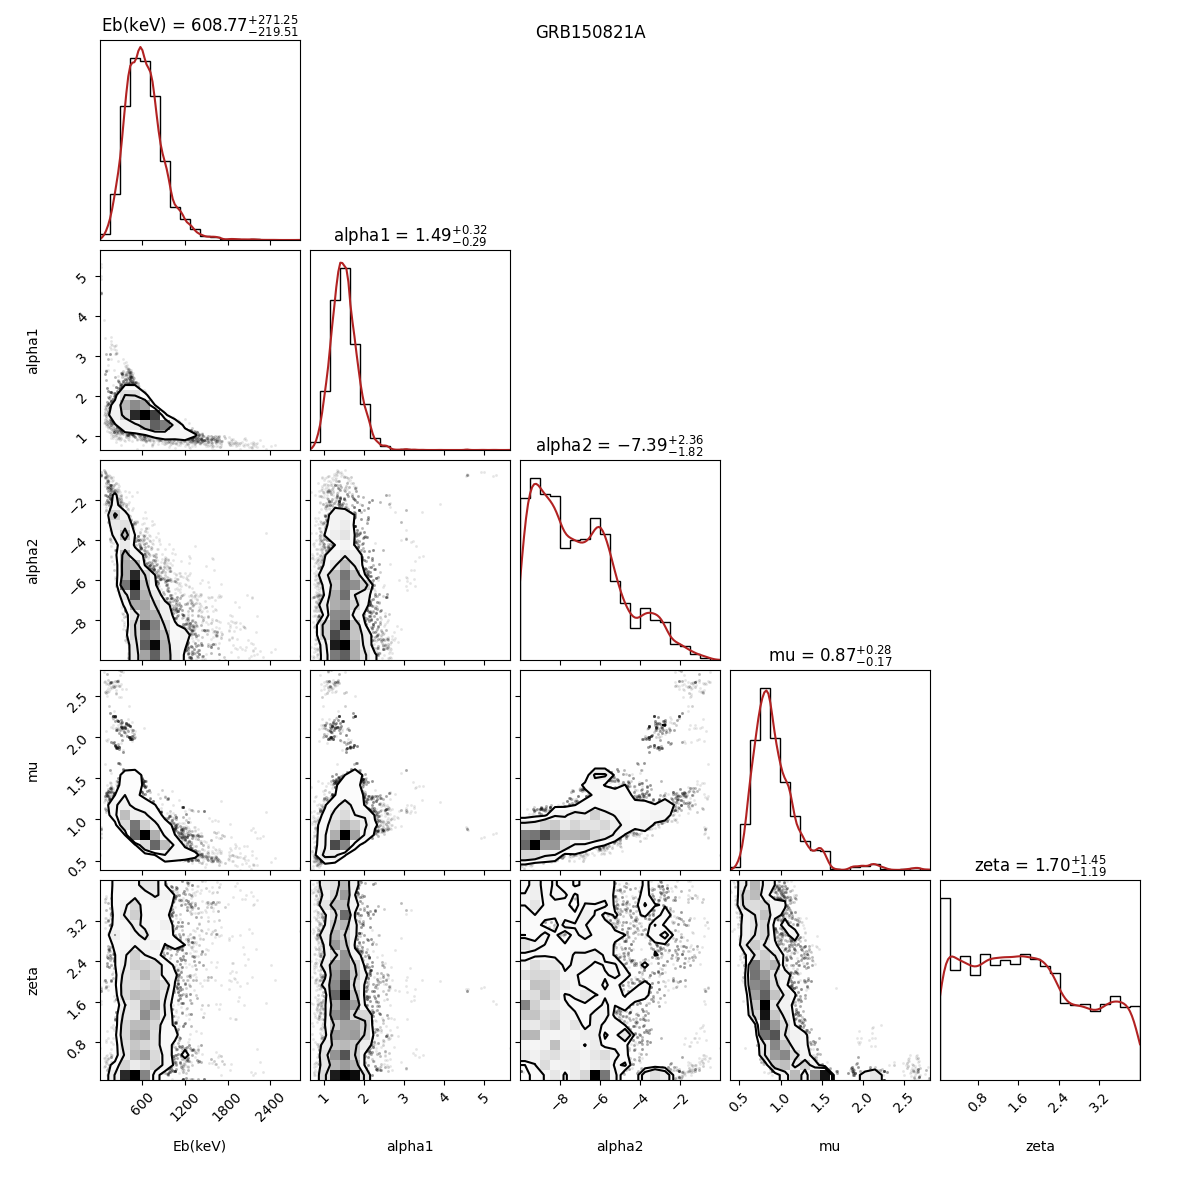 GRB150821A
Eb(keV) = 608.77+271.25−219.51
alpha1 = 1.49+0.32−0.29
5
4
3
2
1
alpha1
alpha2 = −7.39+2.36−1.82
−2
−4
−6
−8
alpha2
mu = 0.87+0.28−0.17
2.5
2.0
1.5
1.0
0.5
mu
zeta = 1.70+1.45−1.19
3.2
2.4
1.6
0.8
zeta
600 1200 1800 2400 1 2 3 4 5 −8 −6 −4 −2 0.5 1.0 1.5 2.0 2.5 0.8 1.6 2.4 3.2
Eb(keV) alpha1 alpha2 mu zeta